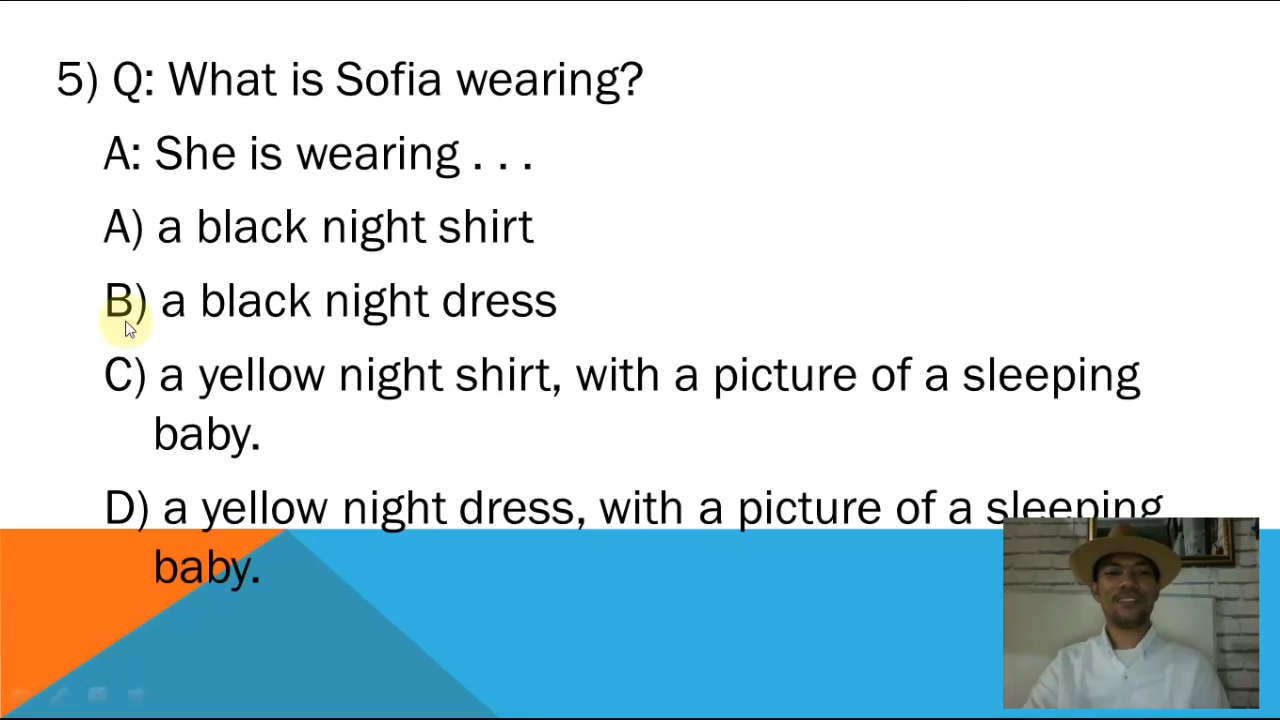 5) Q: What is Sofia wearing?
A: She is wearing . . .
A) a black night shirt
B) a black night dress
C) a yellow night shirt, with a picture of a sleeping
baby.
D) a yellow night dress, with a picture of a sleeping
baby.